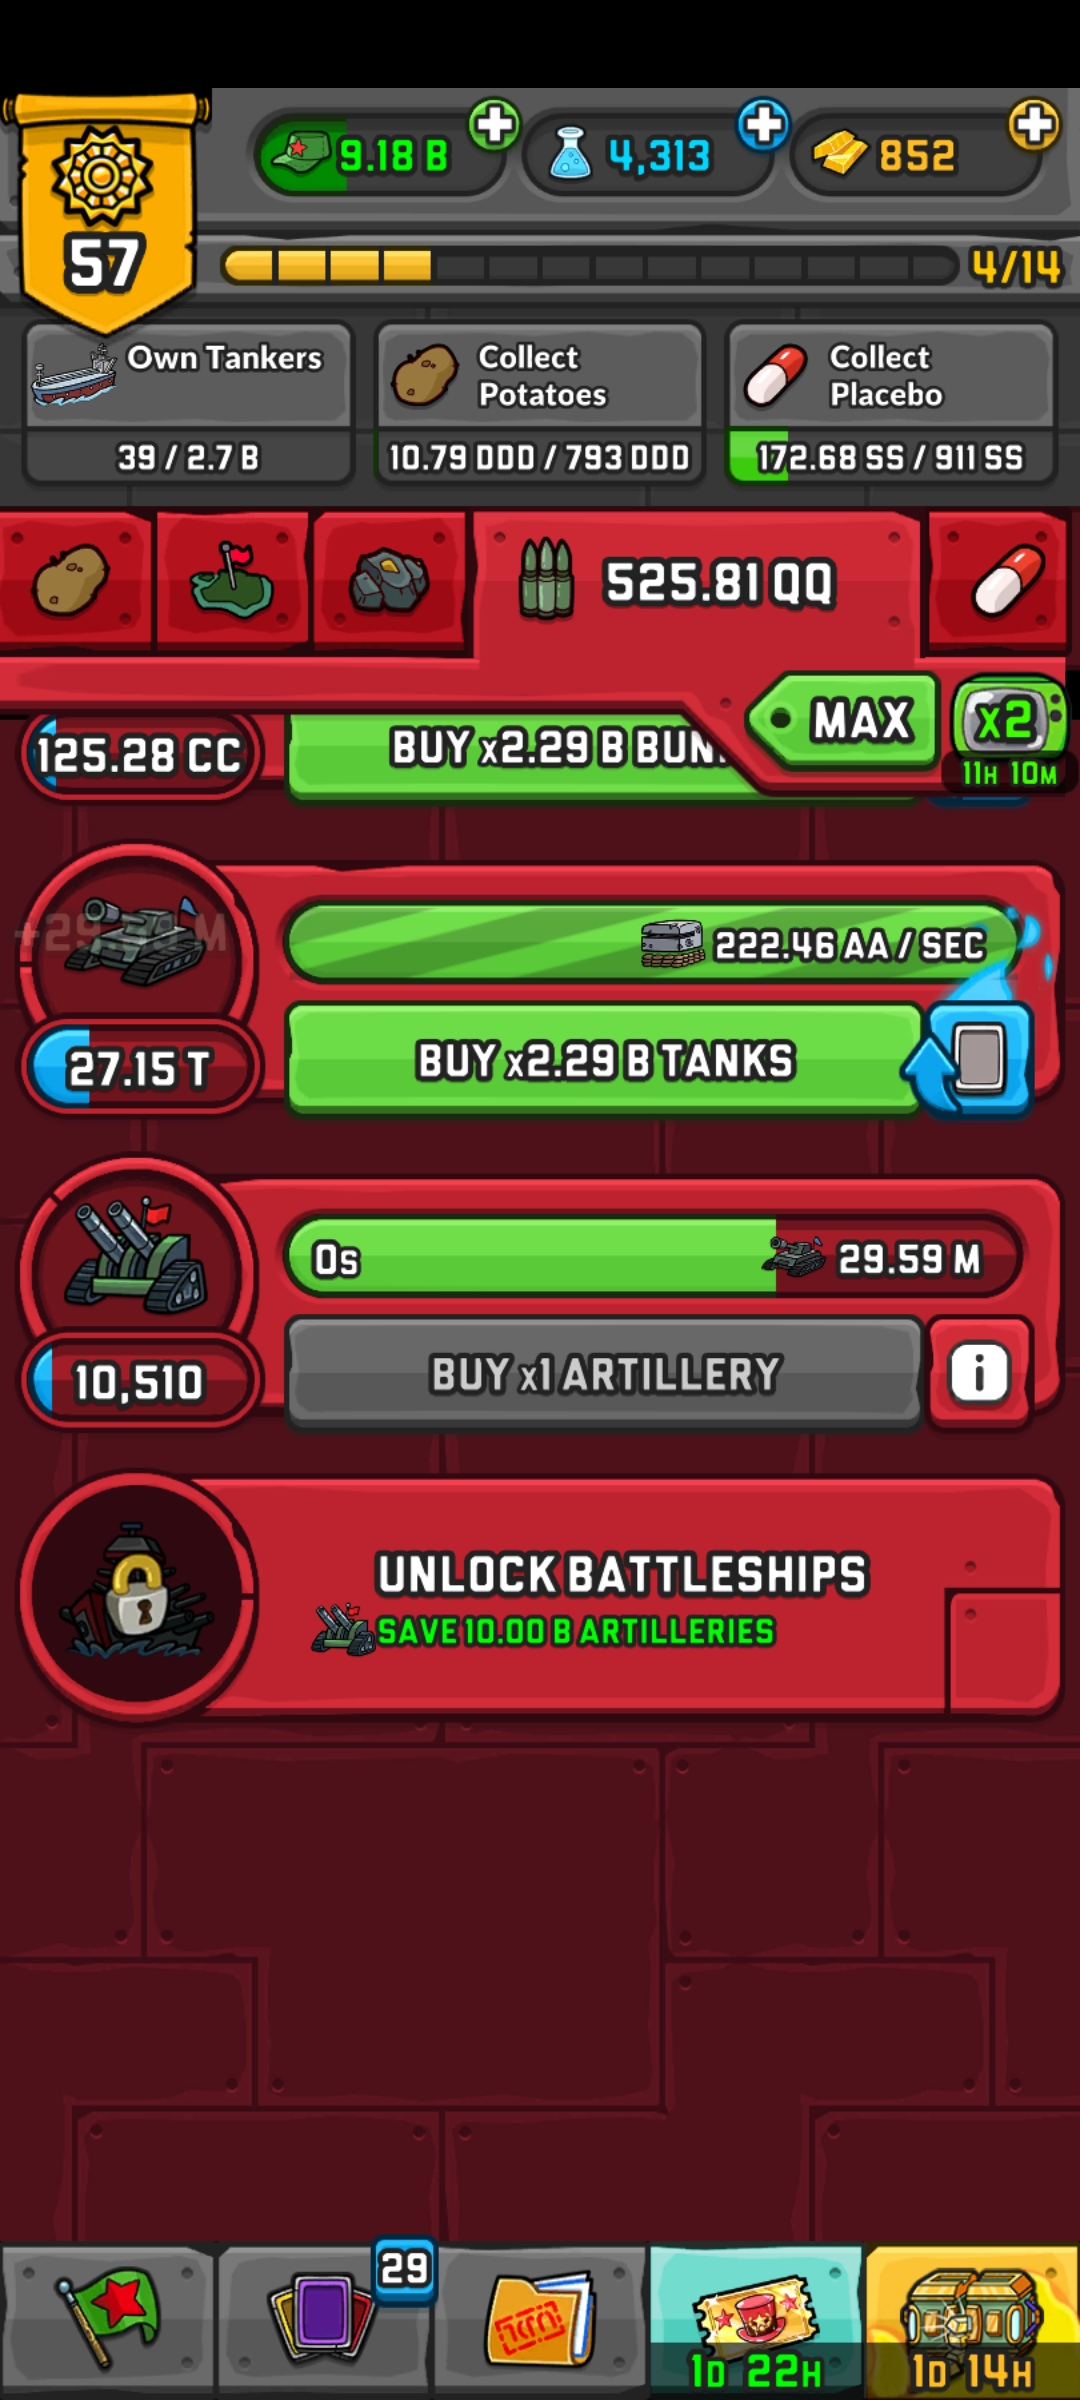 57
9.18 B
4,313
852
4/14
Own Tankers
39 / 2.7 B
Collect
Potatoes
10.79 DDD / 793 DDD
Collect
Placebo
172.68 SS / 911 SS
525.81 QQ
MAX
x2
11H 10M
125.28 CC
BUY x2.29 B BUN
222.46 AA / SEC
27.15 T
BUY x2.29 B TANKS
0s
29.59 M
10,510
BUY x1 ARTILLERY
i
UNLOCK BATTLESHIPS
SAVE 10.00 B ARTILLERIES
29
1D 22H
1D 14H